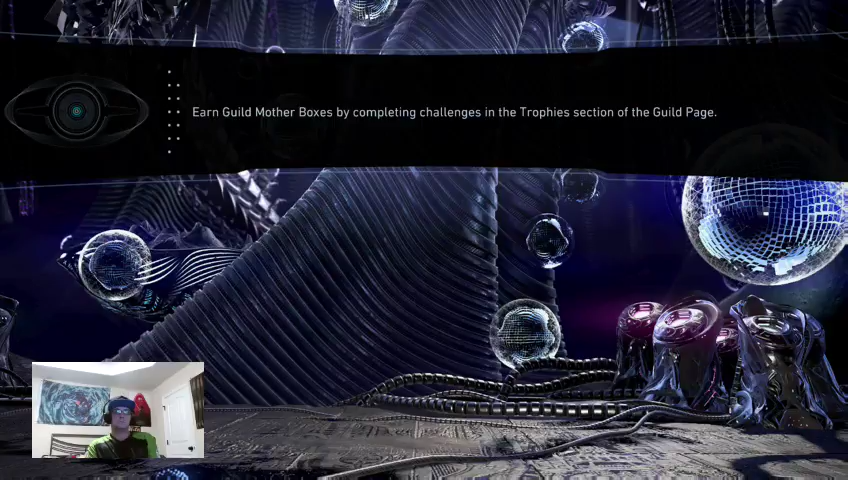 Earn Guild Mother Boxes by completing challenges in the Trophies section of the Guild Page.